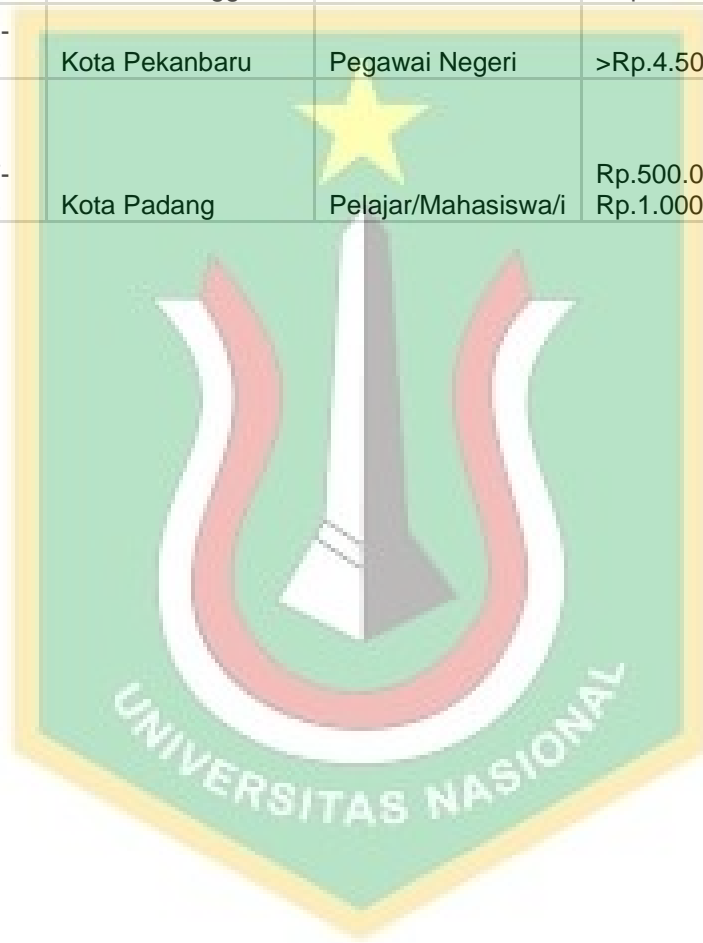 -
Kota Pekanbaru Pegawai Negeri >Rp.4.50
- Rp.500.0
Kota Padang Pelajar/Mahasiswa/i Rp.1.000
UNIVERSITAS NASIONAL